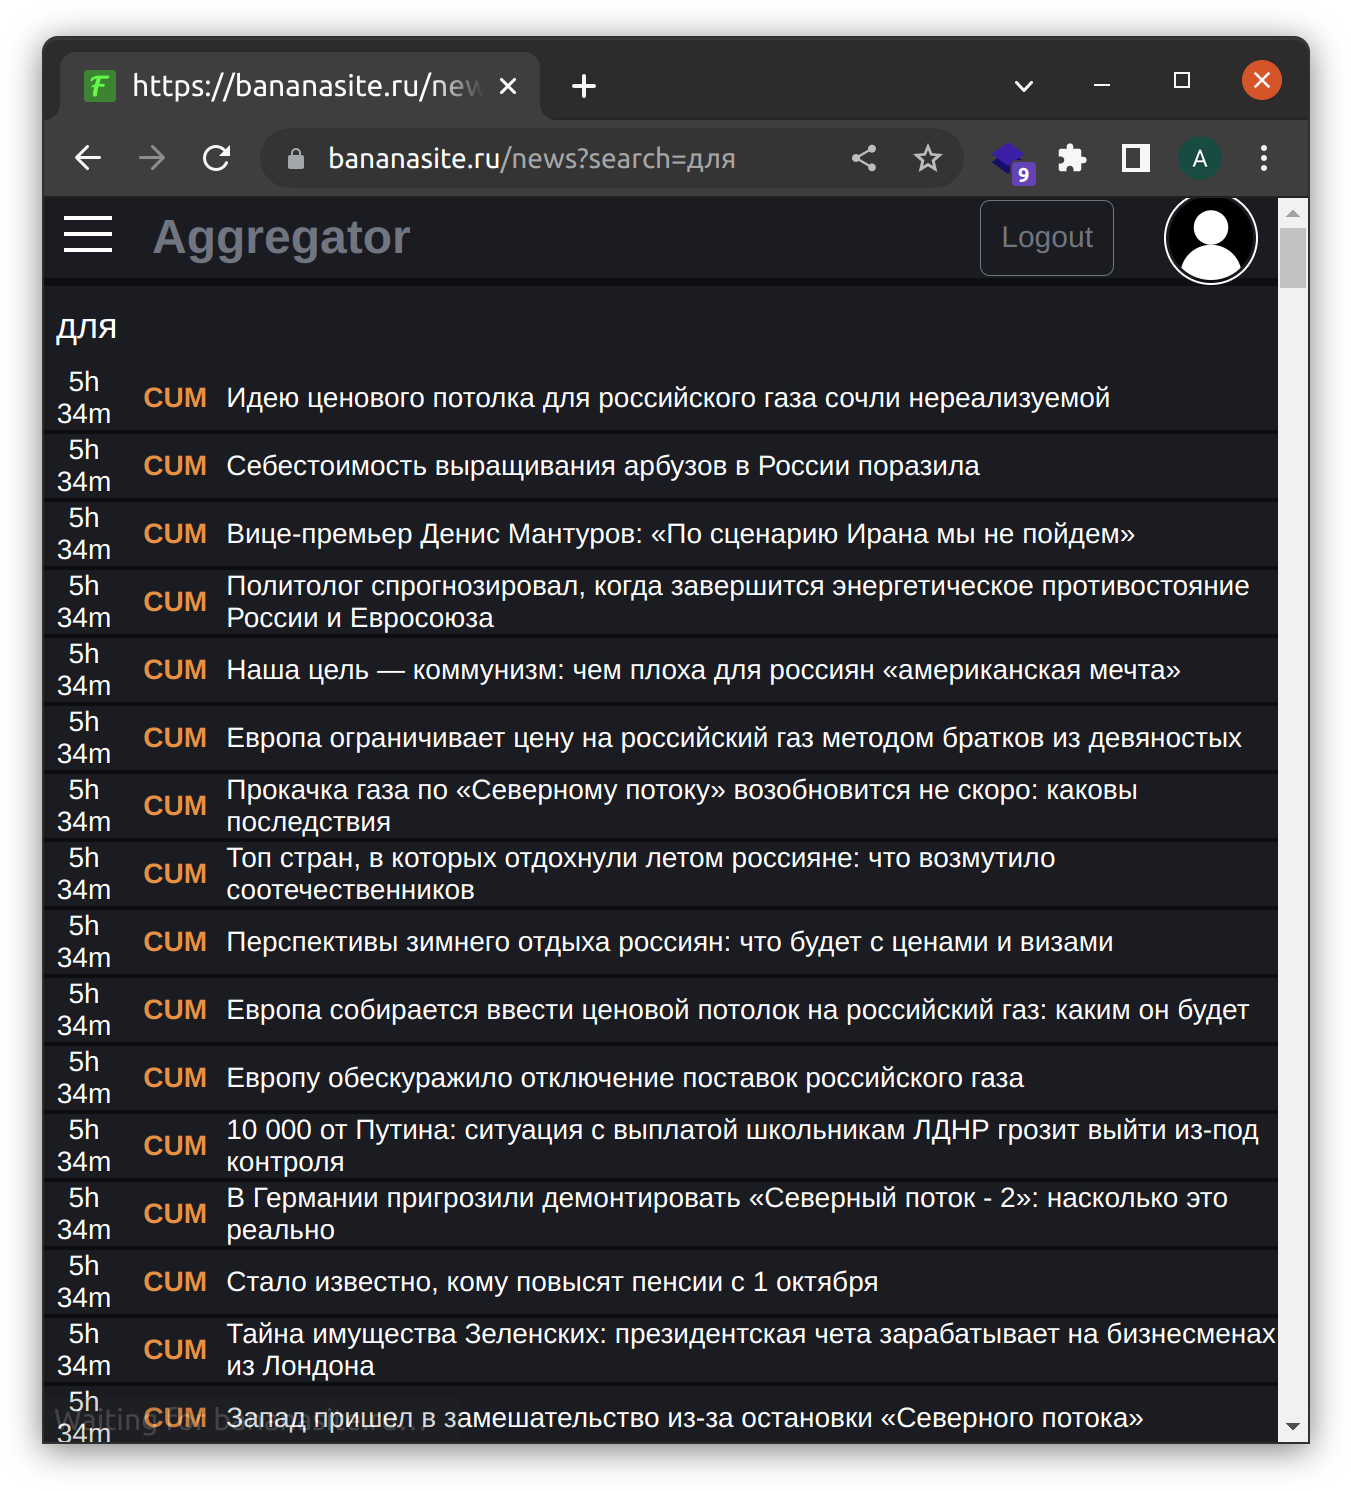 https://bananasite.ru/new
bananasite.ru/news?search=для
9
A
Aggregator
Logout
для
5h
34m
CUM
Идею ценового потолка для российского газа сочли нереализуемой
5h
34m
CUM
Себестоимость выращивания арбузов в России поразила
5h
34m
CUM
Вице-премьер Денис Мантуров: «По сценарию Ирана мы не пойдем»
5h
34m
CUM
Политолог спрогнозировал, когда завершится энергетическое противостояние
России и Евросоюза
5h
34m
CUM
Наша цель — коммунизм: чем плоха для россиян «американская мечта»
5h
34m
CUM
Европа ограничивает цену на российский газ методом братков из девяностых
5h
34m
CUM
Прокачка газа по «Северному потоку» возобновится не скоро: каковы
последствия
5h
34m
CUM
Топ стран, в которых отдохнули летом россияне: что возмутило
соотечественников
5h
34m
CUM
Перспективы зимнего отдыха россиян: что будет с ценами и визами
5h
34m
CUM
Европа собирается ввести ценовой потолок на российский газ: каким он будет
5h
34m
CUM
Европу обескуражило отключение поставок российского газа
5h
34m
CUM
10 000 от Путина: ситуация с выплатой школьникам ЛДНР грозит выйти из-под
контроля
5h
34m
CUM
В Германии пригрозили демонтировать «Северный поток - 2»: насколько это
реально
5h
34m
CUM
Стало известно, кому повысят пенсии с 1 октября
5h
34m
CUM
Тайна имущества Зеленских: президентская чета зарабатывает на бизнесменах
из Лондона
5h
34m
CUM
Запад пришел в замешательство из-за остановки «Северного потока»
Waiting for bananasite.ru...